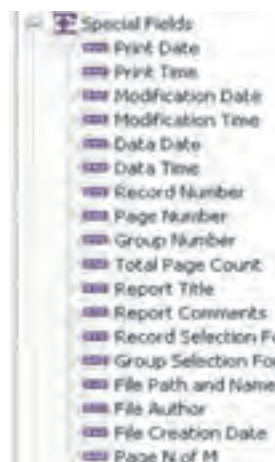 Special Fields
Print Date
Print Time
Modification Date
Modification Time
Data Date
Data Time
Record Number
Page Number
Group Number
Total Page Count
Report Title
Report Comments
Record Selection Fo
Group Selection For
File Path and Name
File Author
File Creation Date
Page N of M